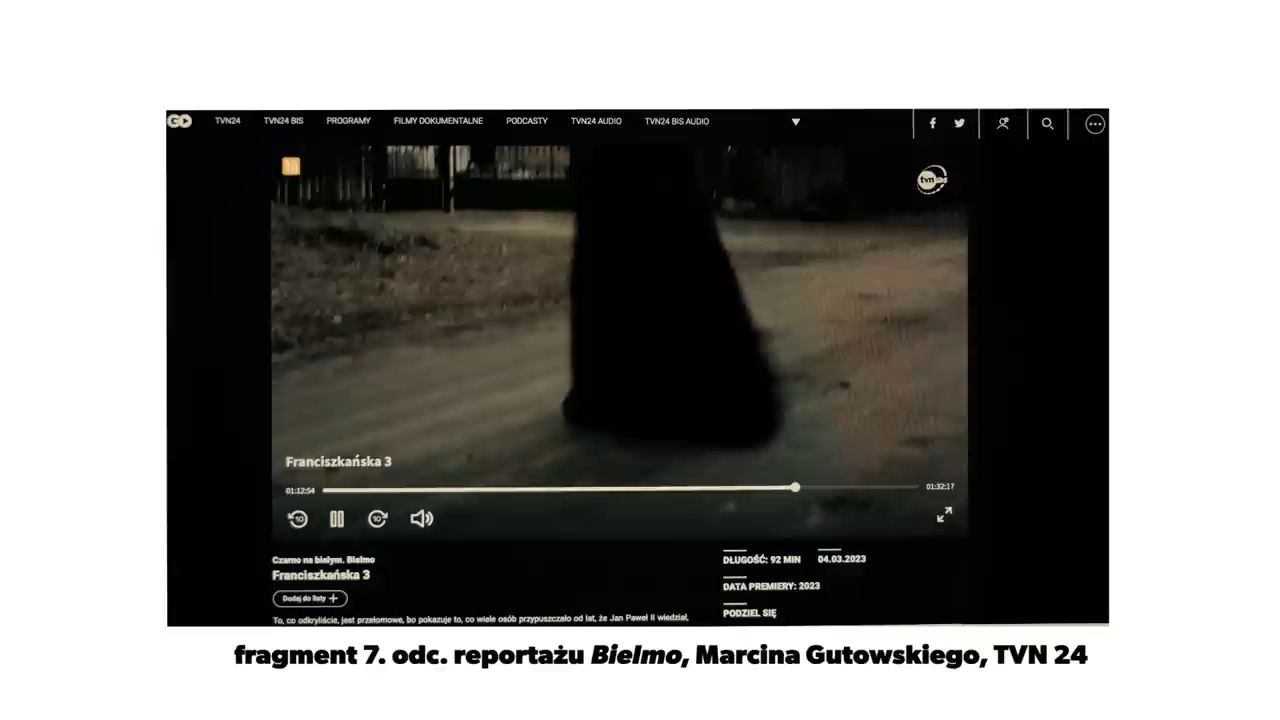 GO TVN24 TVN24 BIS PROGRAMY FILMY DOKUMENTALNE PODCASTY TVN24 AUDIO TVN24 BIS AUDIO
tvn24
Franciszkańska 3
01:12:54 01:32:17
10 10
Czarno na białym. Bielmo
Franciszkańska 3
Dodaj do listy +
To, co odkryliście, jest przełomowe, bo pokazuje to, co wiele osób przypuszczało od lat, że Jan Paweł II wiedział,
DŁUGOŚĆ: 92 MIN 04.03.2023
DATA PREMIERY: 2023
PODZIEL SIĘ
fragment 7. odc. reportażu Bielmo, Marcina Gutowskiego, TVN 24